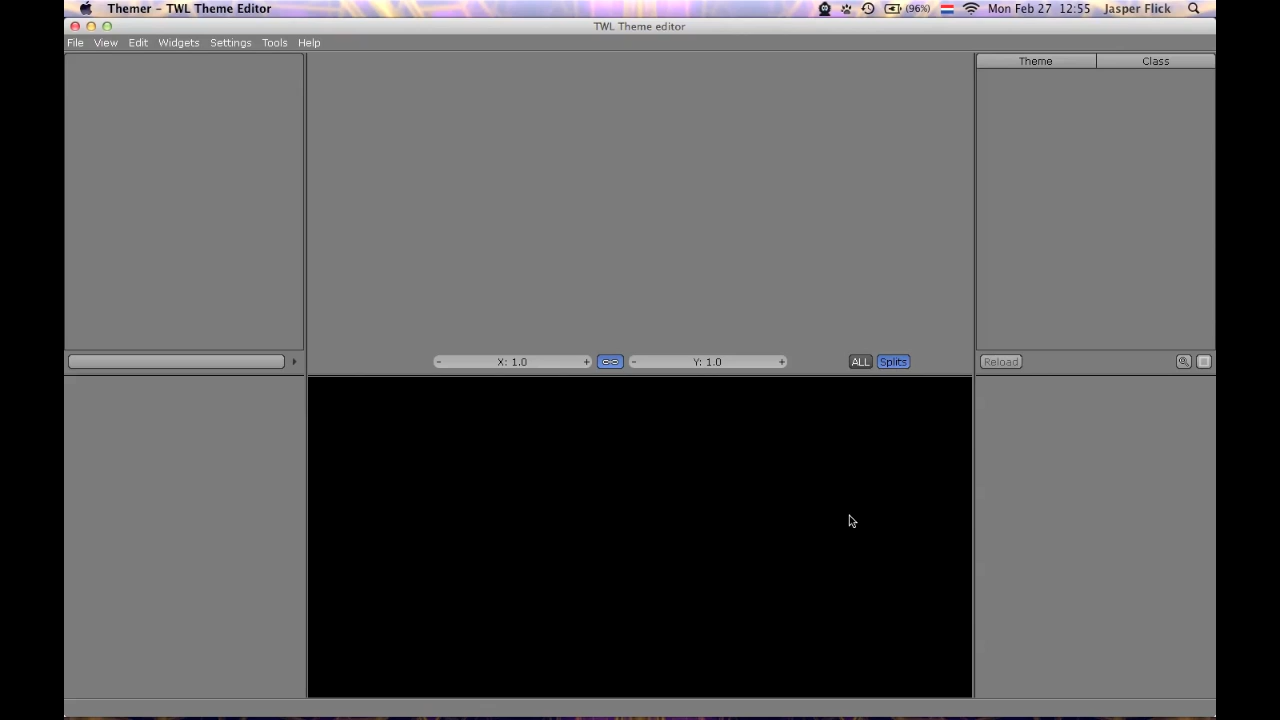 Themer – TWL Theme Editor (96%) Mon Feb 27 12:55 Jasper Flick
TWL Theme editor
File View Edit Widgets Settings Tools Help
Theme Class
- X: 1.0 + - Y: 1.0 + ALL Splits Reload